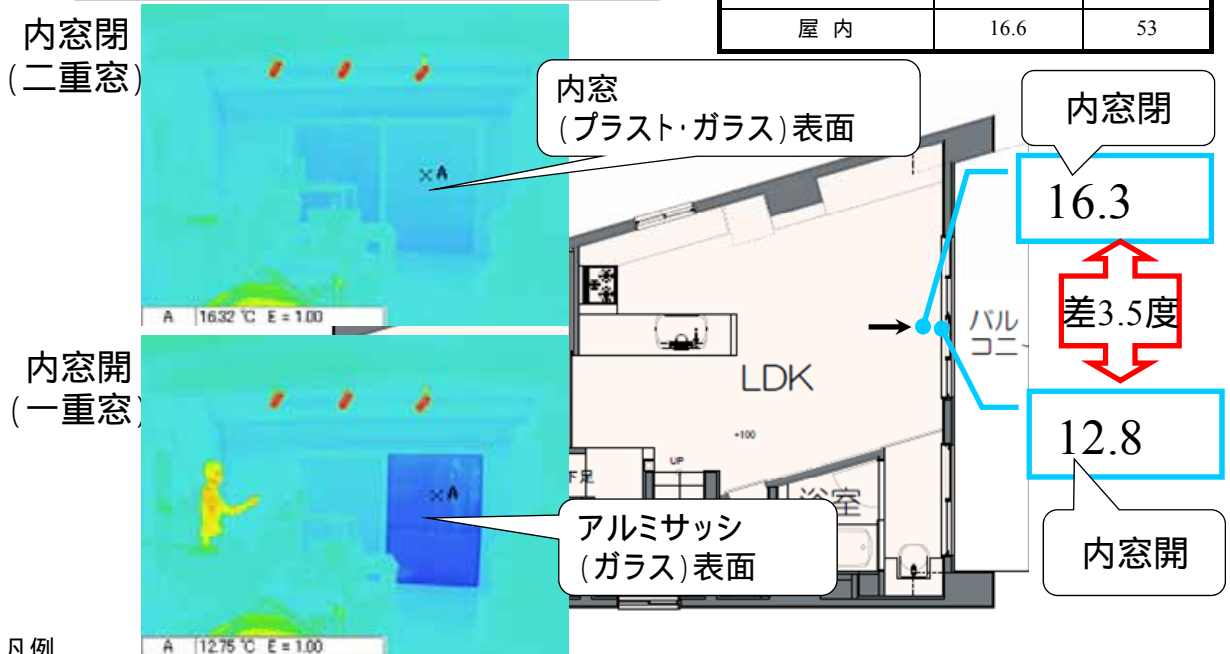 屋 内 16.6 53
内窓閉
(二重窓)
内窓
(プラスト・ガラス)表面
内窓閉
×A
16.3
A 16.32 ℃ E = 1.00
差3.5度
バル
コニー
LDK
内窓開
(一重窓)
12.8
+100
UP
下足
×A
浴室
アルミサッシ
(ガラス)表面
内窓開
凡例
A 12.75 ℃ E = 1.00